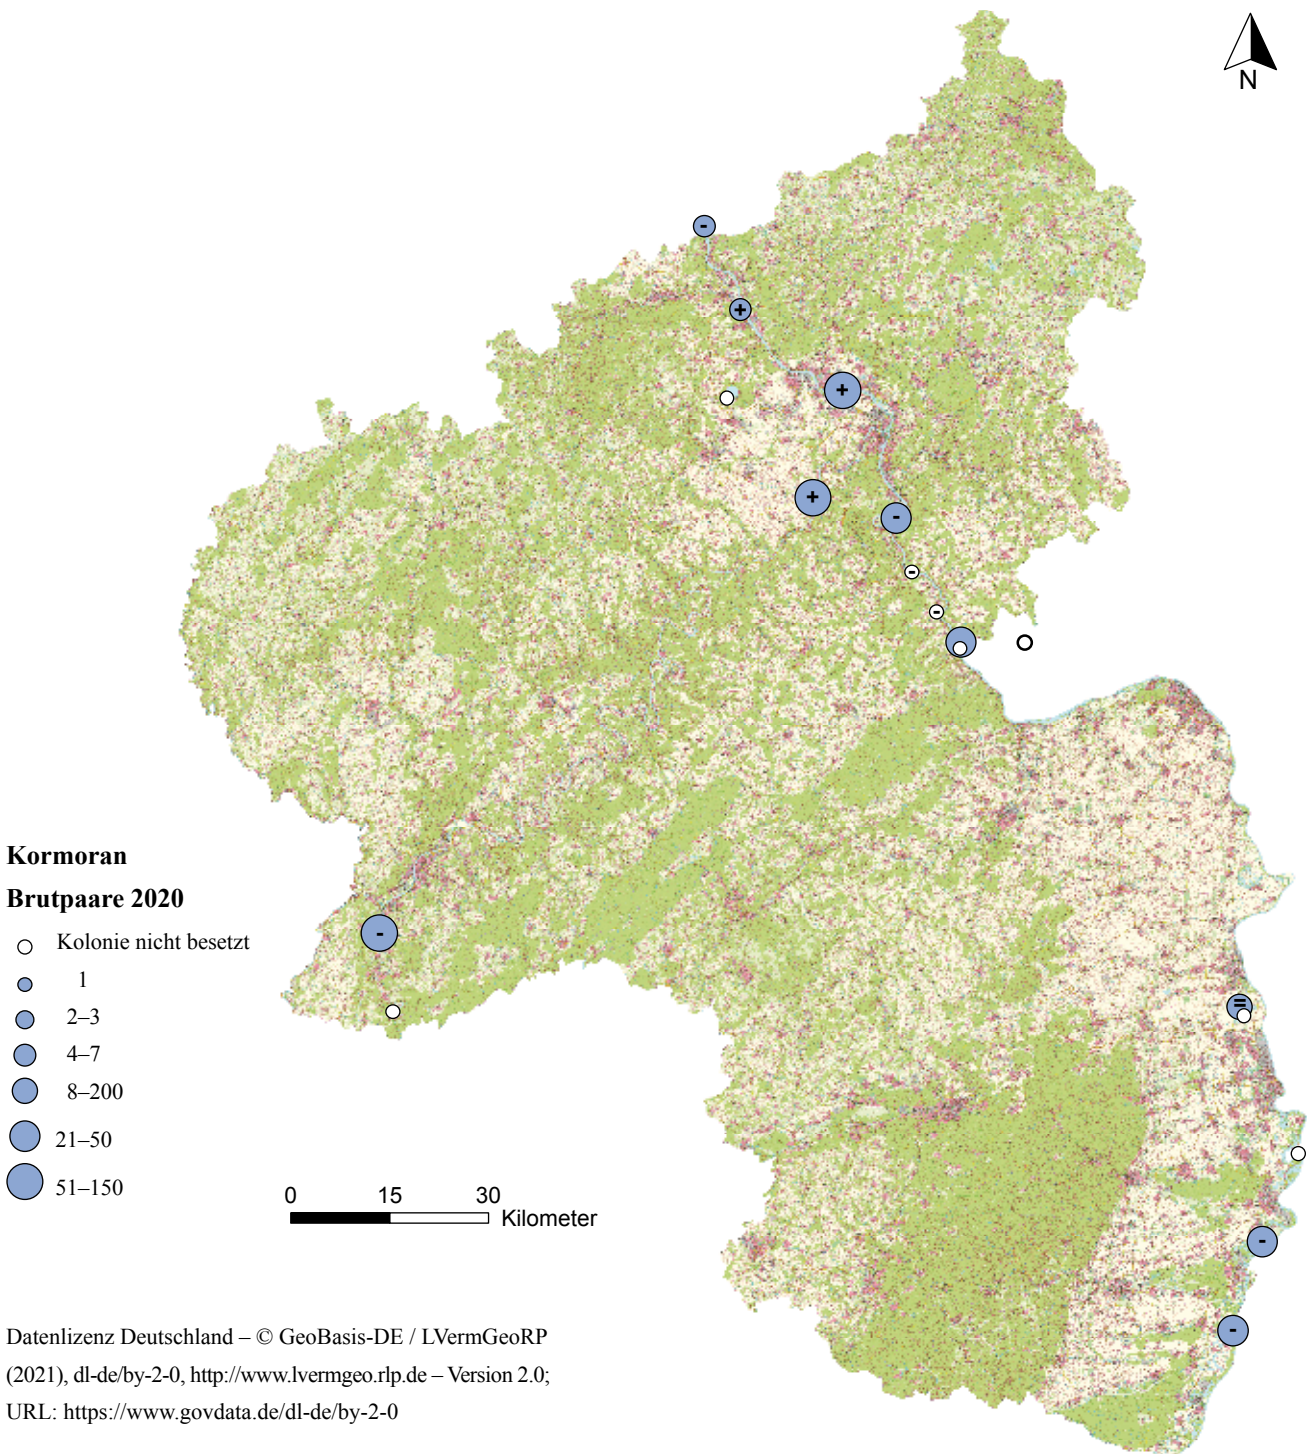 N
Kormoran
Brutpaare 2020
Kolonie nicht besetzt
1
2–3
4–7
8–200
21–50
51–150
0 15 30
Kilometer
Datenlizenz Deutschland – © GeoBasis-DE / LVermGeoRP
(2021), dl-de/by-2-0, http://www.lvermgeo.rlp.de – Version 2.0;
URL: https://www.govdata.de/dl-de/by-2-0